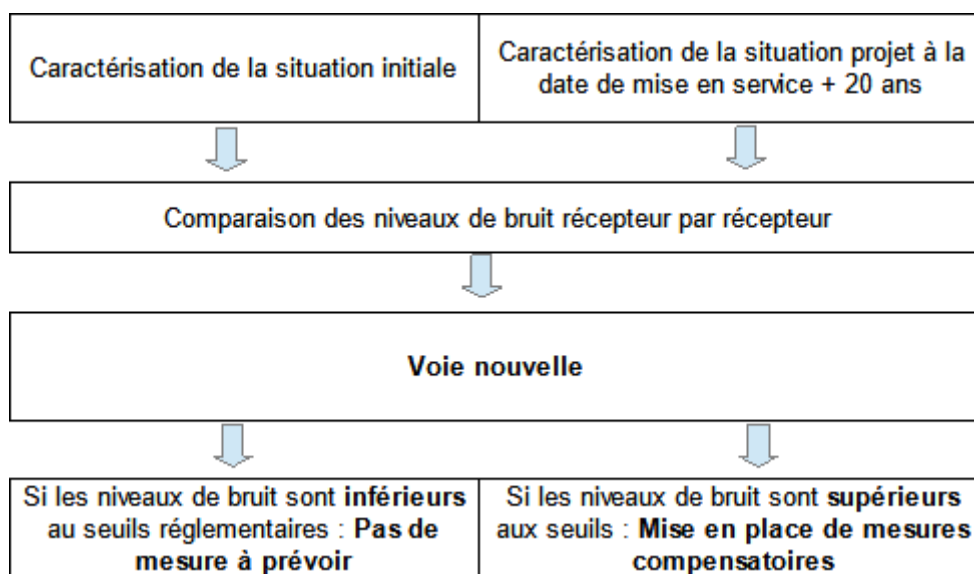 Caractérisation de la situation initiale
Caractérisation de la situation projet à la
date de mise en service + 20 ans
Comparaison des niveaux de bruit récepteur par récepteur
Voie nouvelle
Si les niveaux de bruit sont inférieurs
au seuils réglementaires : Pas de
mesure à prévoir
Si les niveaux de bruit sont supérieurs
aux seuils : Mise en place de mesures
compensatoires